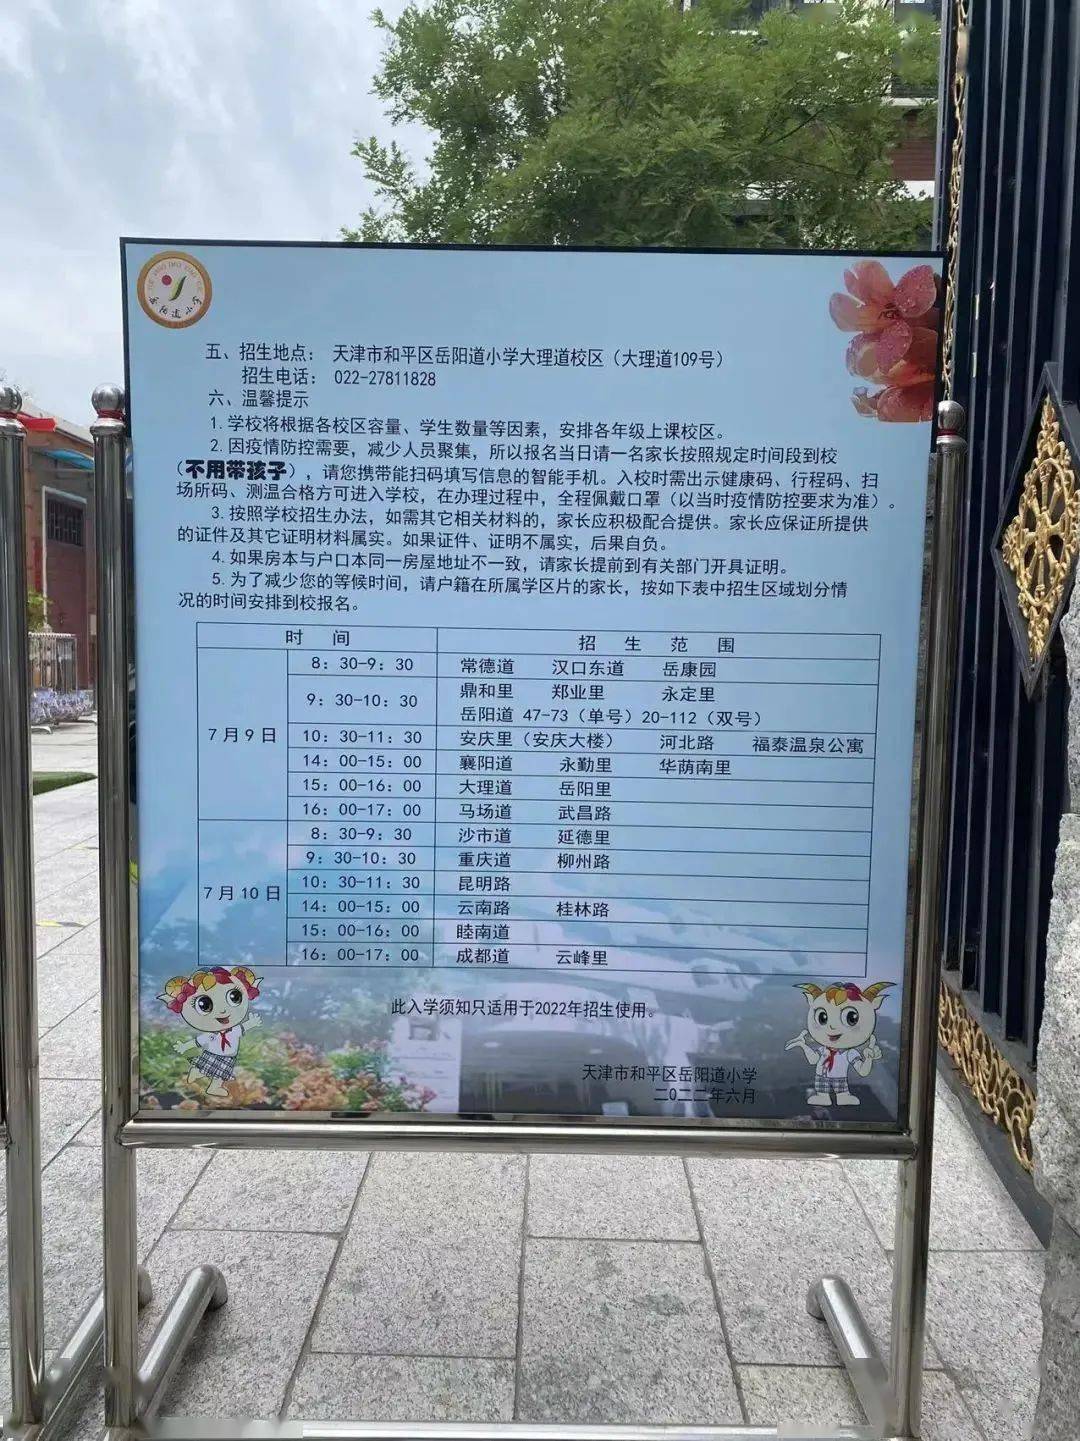 岳阳道小学
五、招生地点： 天津市和平区岳阳道小学大理道校区（大理道109号）
招生电话： 022-27811828
六、温馨提示
1.学校将根据各校区容量、学生数量等因素，安排各年级上课校区。
2.因疫情防控需要，减少人员聚集，所以报名当日请一名家长按照规定时间段到校
（不用带孩子），请您携带能扫码填写信息的智能手机。入校时需出示健康码、行程码、扫
场所码、测温合格方可进入学校，在办理过程中，全程佩戴口罩（以当时疫情防控要求为准）。
3.按照学校招生办法，如需其它相关材料的，家长应积极配合提供。家长应保证所提供
的证件及其它证明材料属实。如果证件、证明不属实，后果自负。
4.如果房本与户口本同一房屋地址不一致，请家长提前到有关部门开具证明。
5.为了减少您的等候时间，请户籍在所属学区片的家长，按如下表中招生区域划分情
况的时间安排到校报名。
时 间 招 生 范 围
7月9日 8：30-9：30 常德道 汉口东道 岳康园
9：30-10：30 鼎和里 郑业里 永定里
岳阳道 47-73（单号）20-112（双号）
10：30-11：30 安庆里（安庆大楼） 河北路 福泰温泉公寓
14：00-15：00 襄阳道 永勤里 华荫南里
15：00-16：00 大理道 岳阳里
16：00-17：00 马场道 武昌路
7月10日 8：30-9：30 沙市道 延德里
9：30-10：30 重庆道 柳州路
10：30-11：30 昆明路
14：00-15：00 云南路 桂林路
15：00-16：00 睦南道
16：00-17：00 成都道 云峰里
此入学须知只适用于2022年招生使用。
天津市和平区岳阳道小学
二〇二二年六月